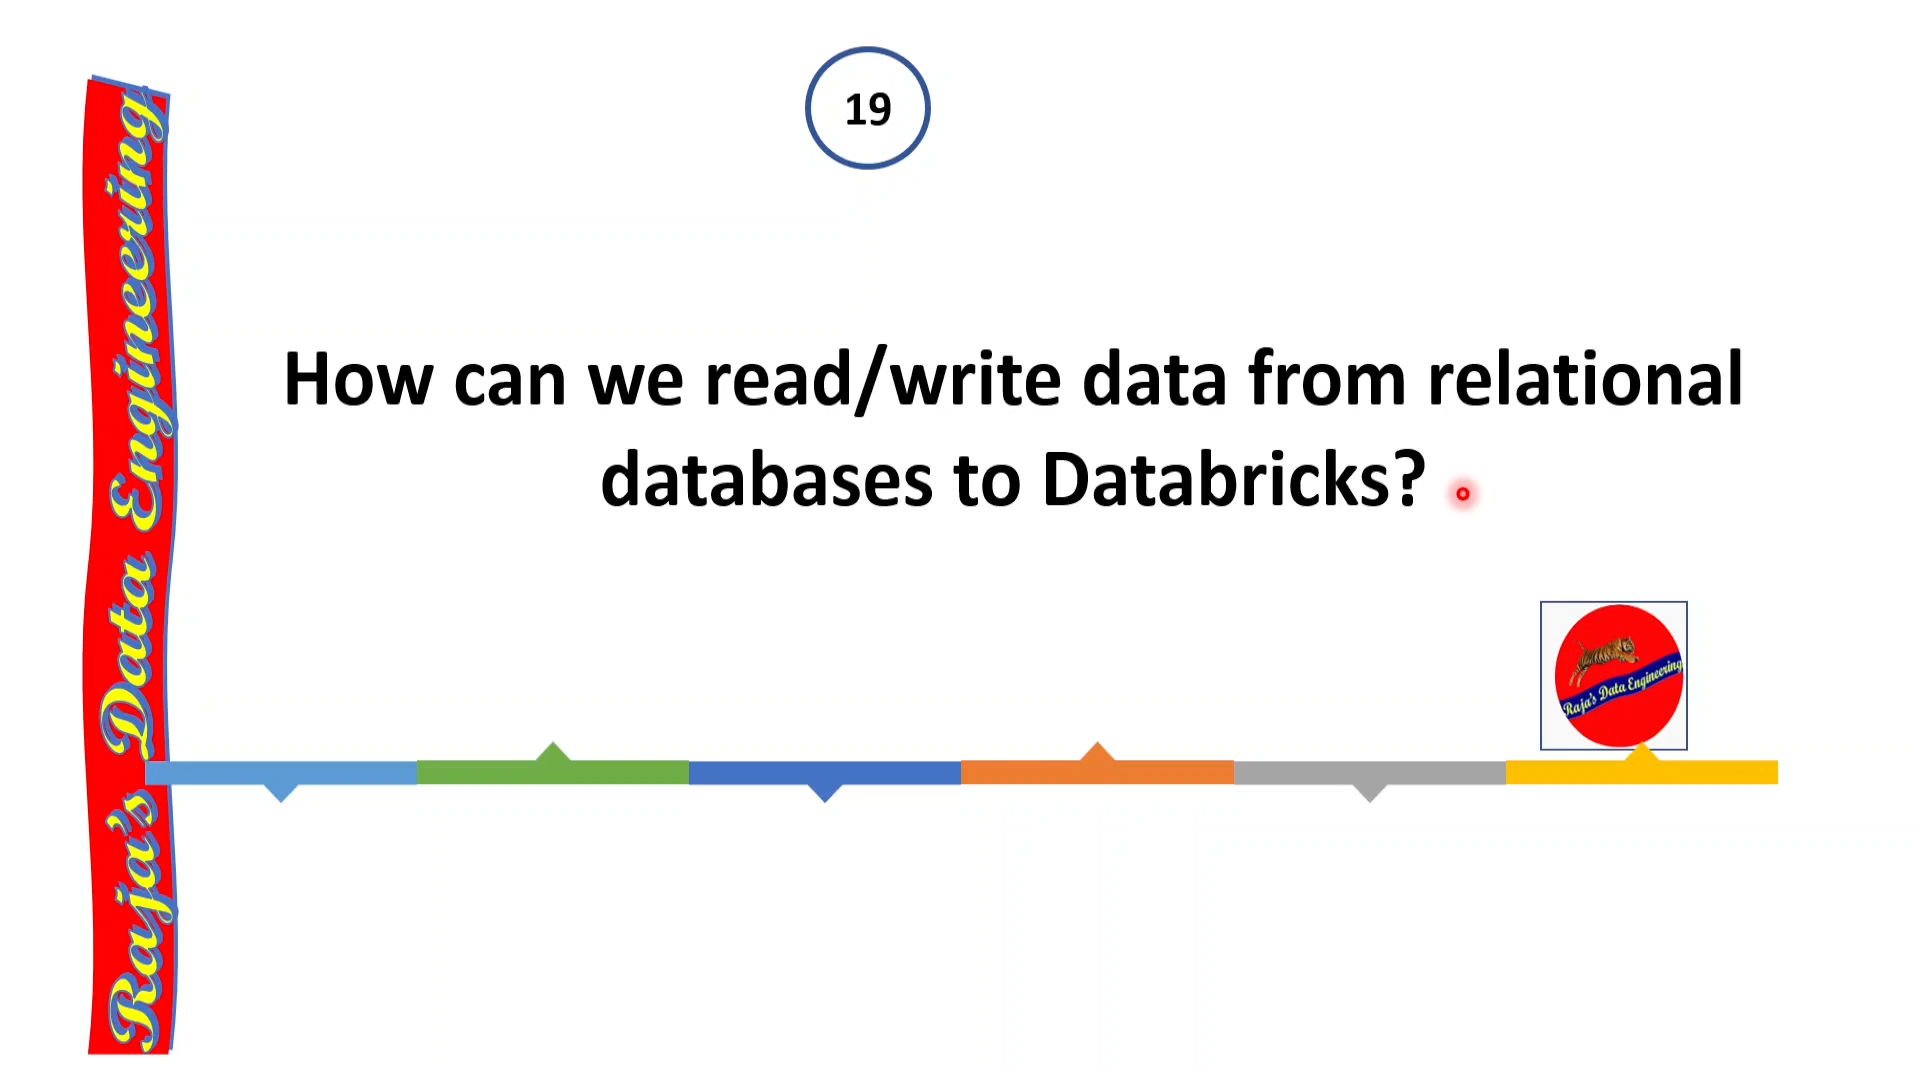 19
Raja's Data Engineering
How can we read/write data from relational
databases to Databricks?
Raja's Data Engineering